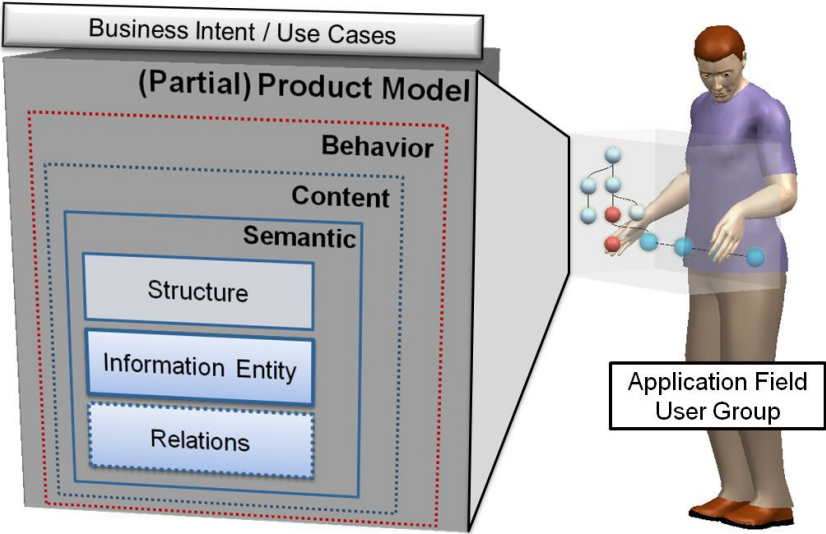 Business Intent / Use Cases
(Partial) Product Model
Behavior
Content
Semantic
Structure
Information Entity
Relations
Application Field
User Group